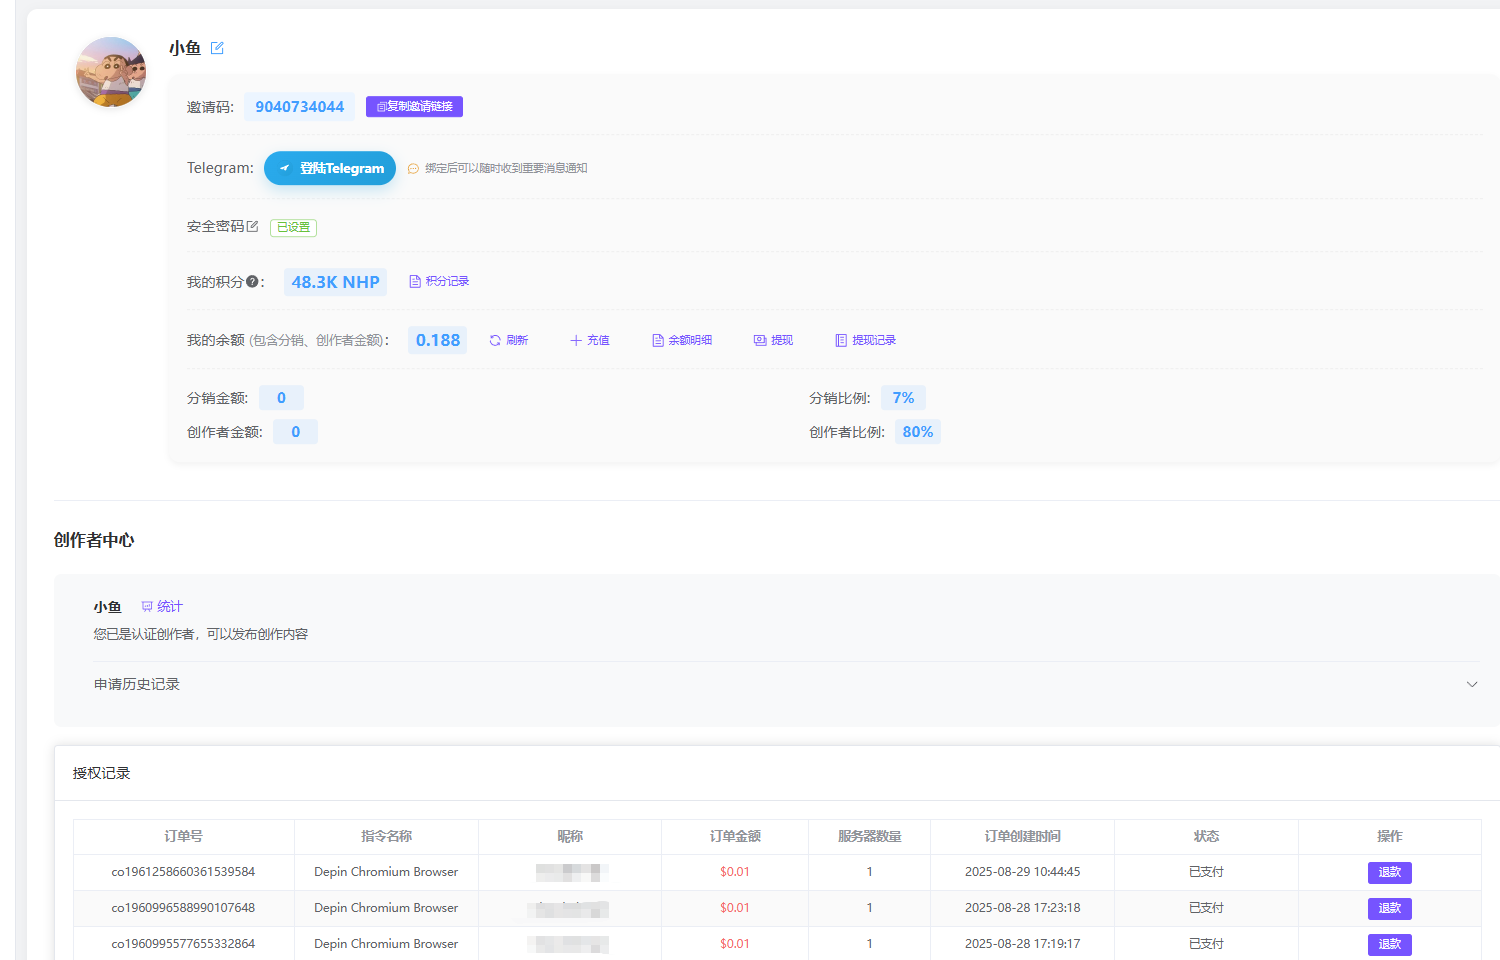 小鱼
邀请码: 9040734044 复制邀请链接
Telegram: 登陆Telegram 绑定后可以随时收到重要消息通知
安全密码 已设置
我的积分?: 48.3K NHP 积分记录
我的余额 (包含分销、创作者金额): 0.188 刷新 充值 余额明细 提现 提现记录
分销金额: 0 分销比例: 7%
创作者金额: 0 创作者比例: 80%
创作者中心
小鱼 统计
您已是认证创作者，可以发布创作内容
申请历史记录
授权记录
订单号 指令名称 昵称 订单金额 服务器数量 订单创建时间 状态 操作
co1961258660361539584 Depin Chromium Browser $0.01 1 2025-08-29 10:44:45 已支付 退款
co1960996588990107648 Depin Chromium Browser $0.01 1 2025-08-28 17:23:18 已支付 退款
co1960995577655332864 Depin Chromium Browser $0.01 1 2025-08-28 17:19:17 已支付 退款